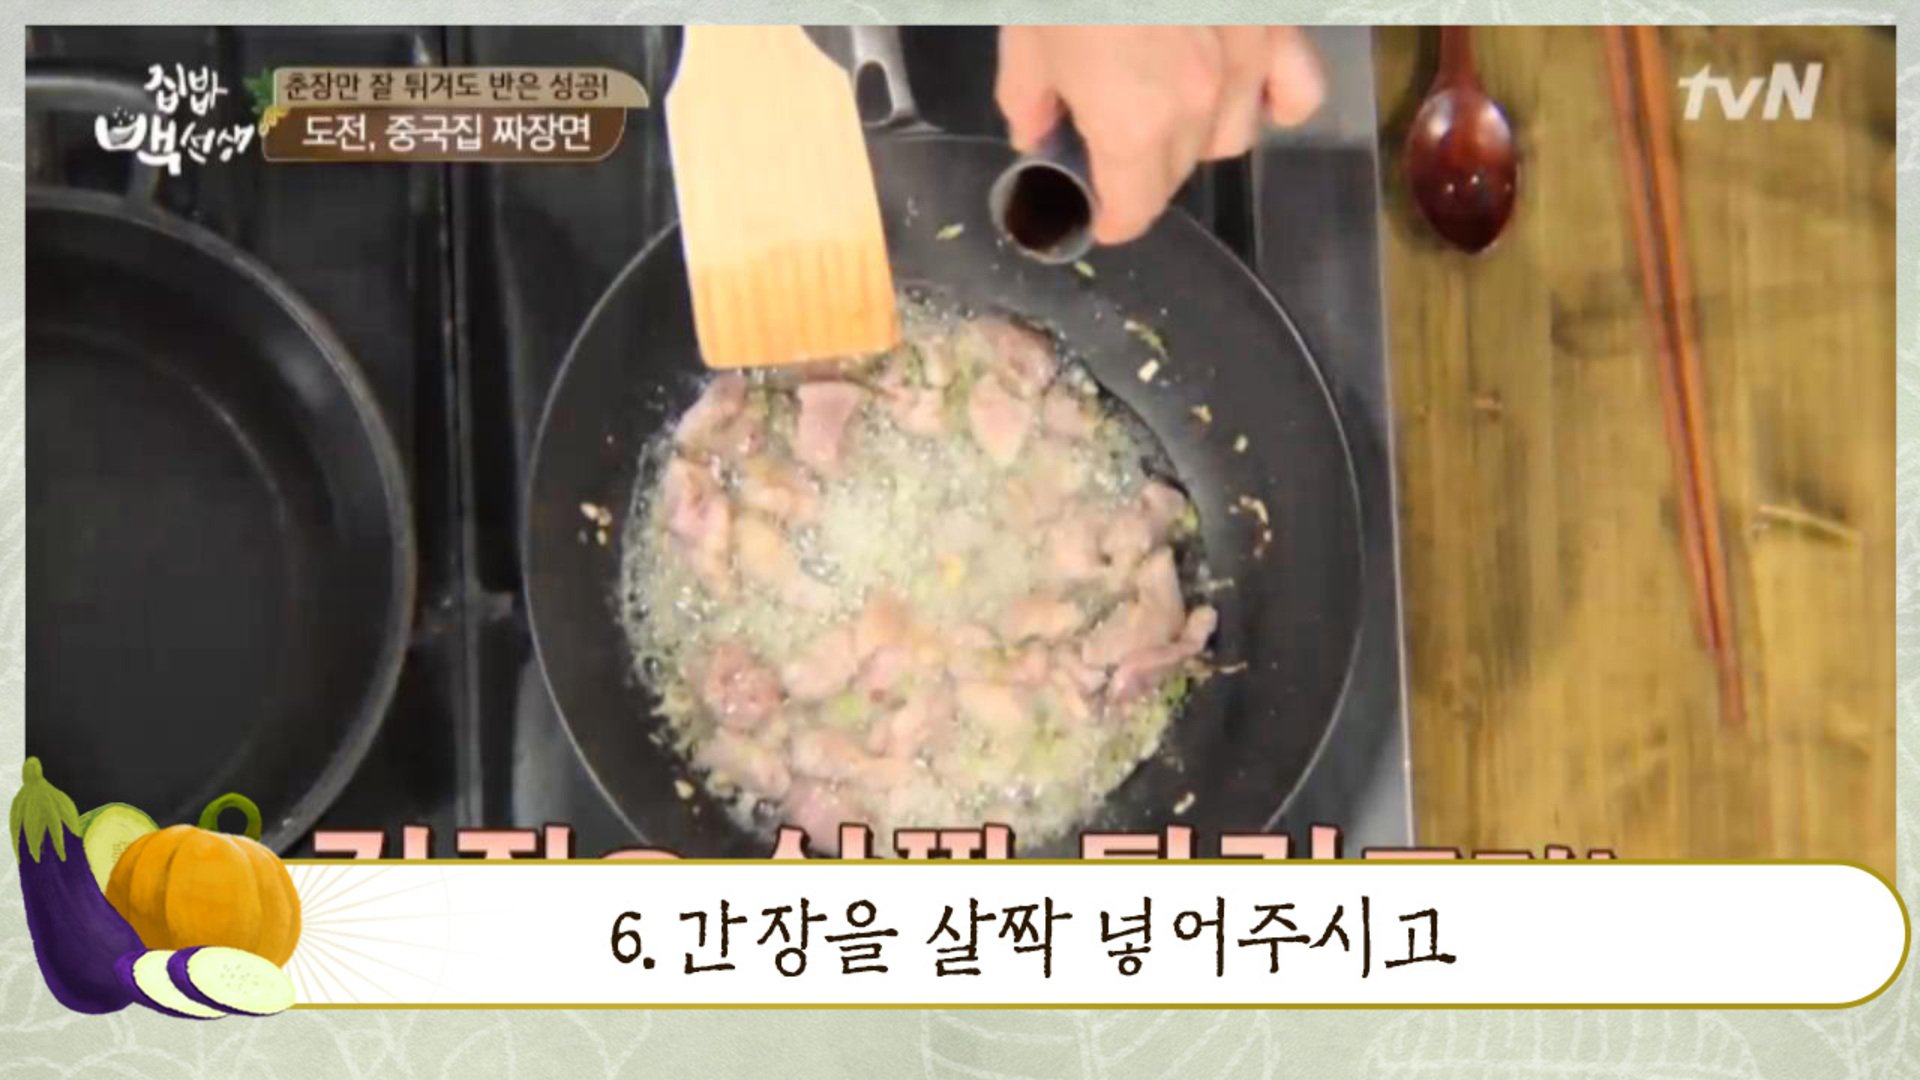 집밥
백선생
춘장만 잘 튀겨도 반은 성공!
도전, 중국집 짜장면
tvN
6. 간장을 살짝 넣어주시고